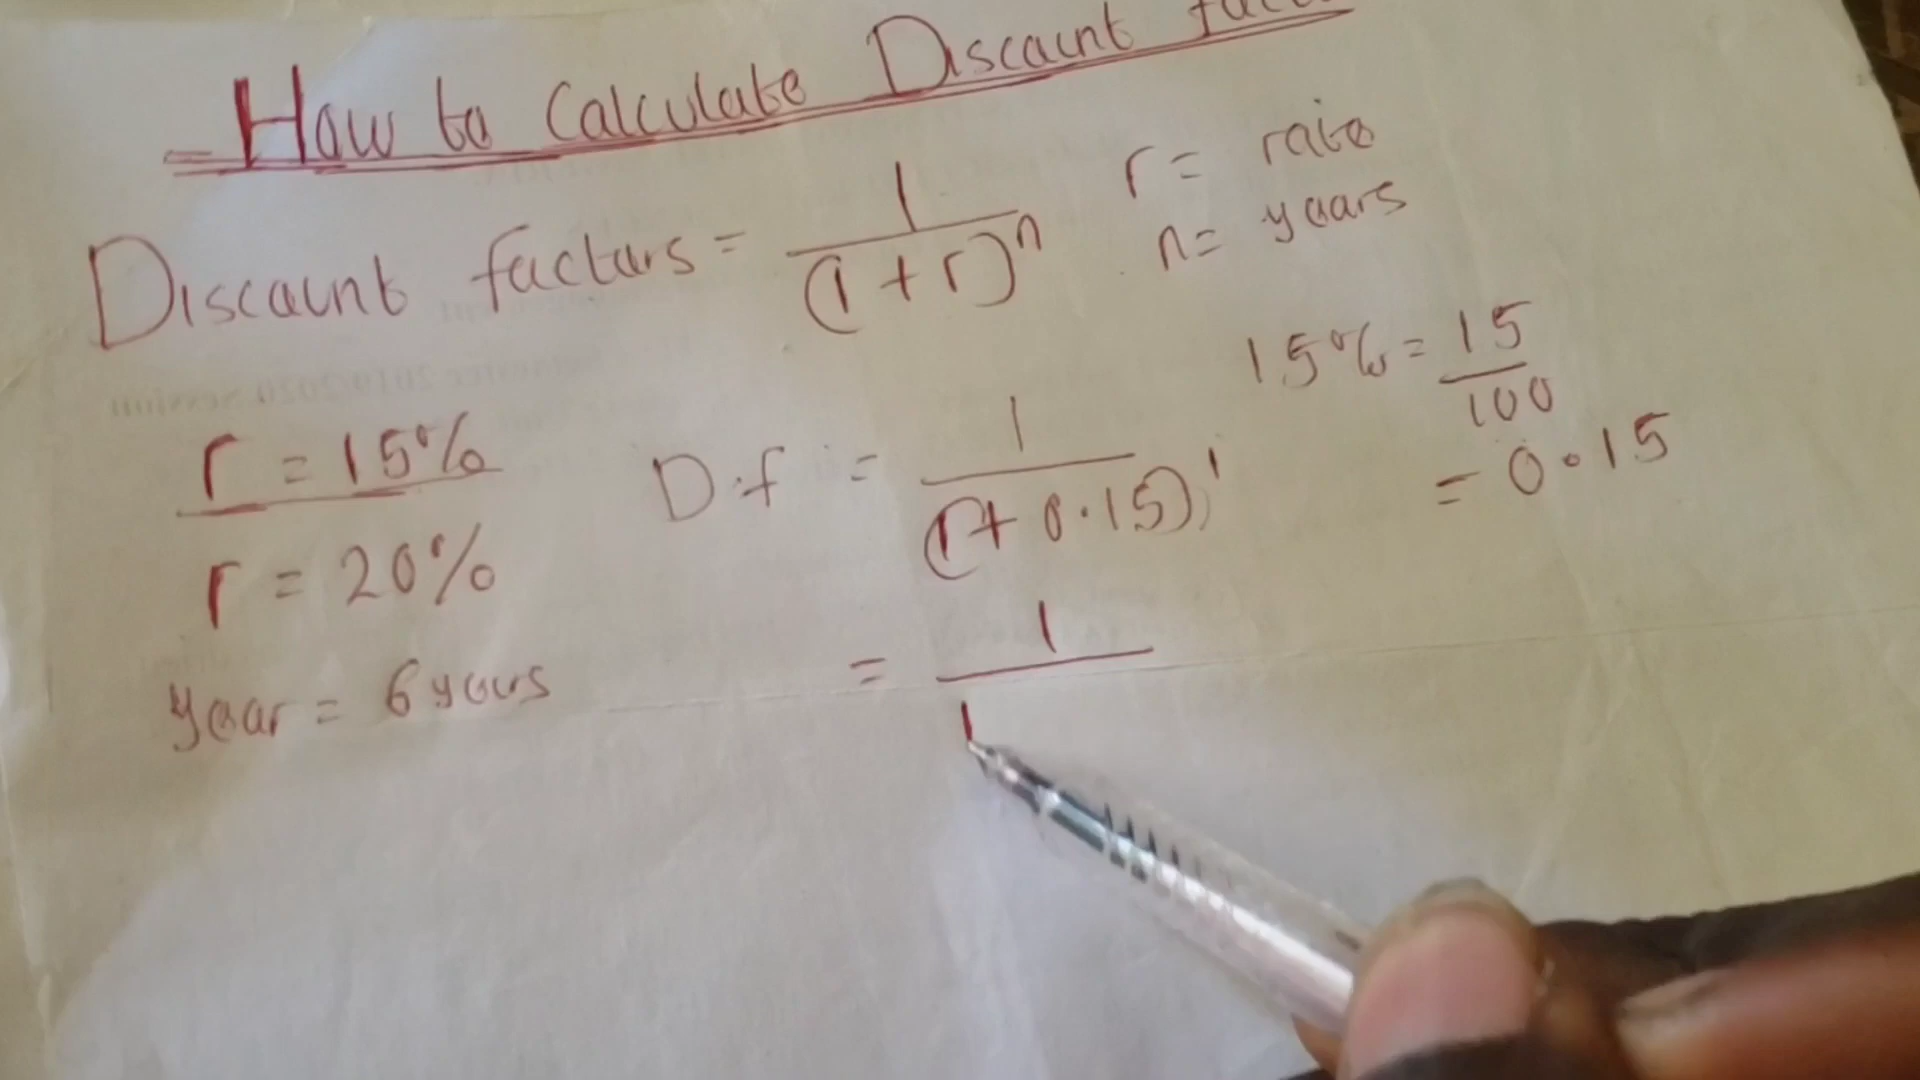 How to Calculate Discount
Discount factors = 1/(1 + r)^n
r = rate
n = years
15% = 15/100
= 0.15
r = 15%
D.f = 1/(1 + 0.15)^1
r = 20%
year = 6 years
= 1/1